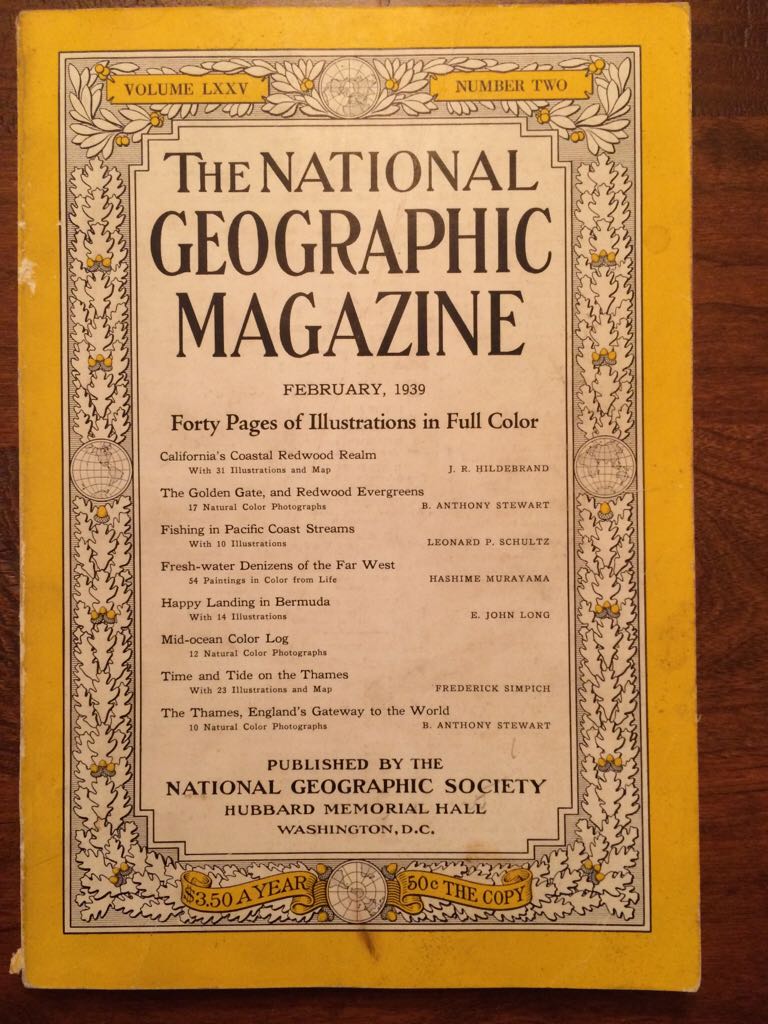 VOLUME LXXV
NUMBER TWO
THE NATIONAL
GEOGRAPHIC
MAGAZINE
FEBRUARY, 1939
Forty Pages of Illustrations in Full Color
California's Coastal Redwood Realm
With 31 Illustrations and Map J. R. HILDEBRAND
The Golden Gate, and Redwood Evergreens
17 Natural Color Photographs B. ANTHONY STEWART
Fishing in Pacific Coast Streams
With 10 Illustrations LEONARD P. SCHULTZ
Fresh-water Denizens of the Far West
54 Paintings in Color from Life HASHIME MURAYAMA
Happy Landing in Bermuda
With 14 Illustrations E. JOHN LONG
Mid-ocean Color Log
12 Natural Color Photographs
Time and Tide on the Thames
With 23 Illustrations and Map FREDERICK SIMPICH
The Thames, England's Gateway to the World
10 Natural Color Photographs B. ANTHONY STEWART
PUBLISHED BY THE
NATIONAL GEOGRAPHIC SOCIETY
HUBBARD MEMORIAL HALL
WASHINGTON, D.C.
$3.50 A YEAR
50c THE COPY